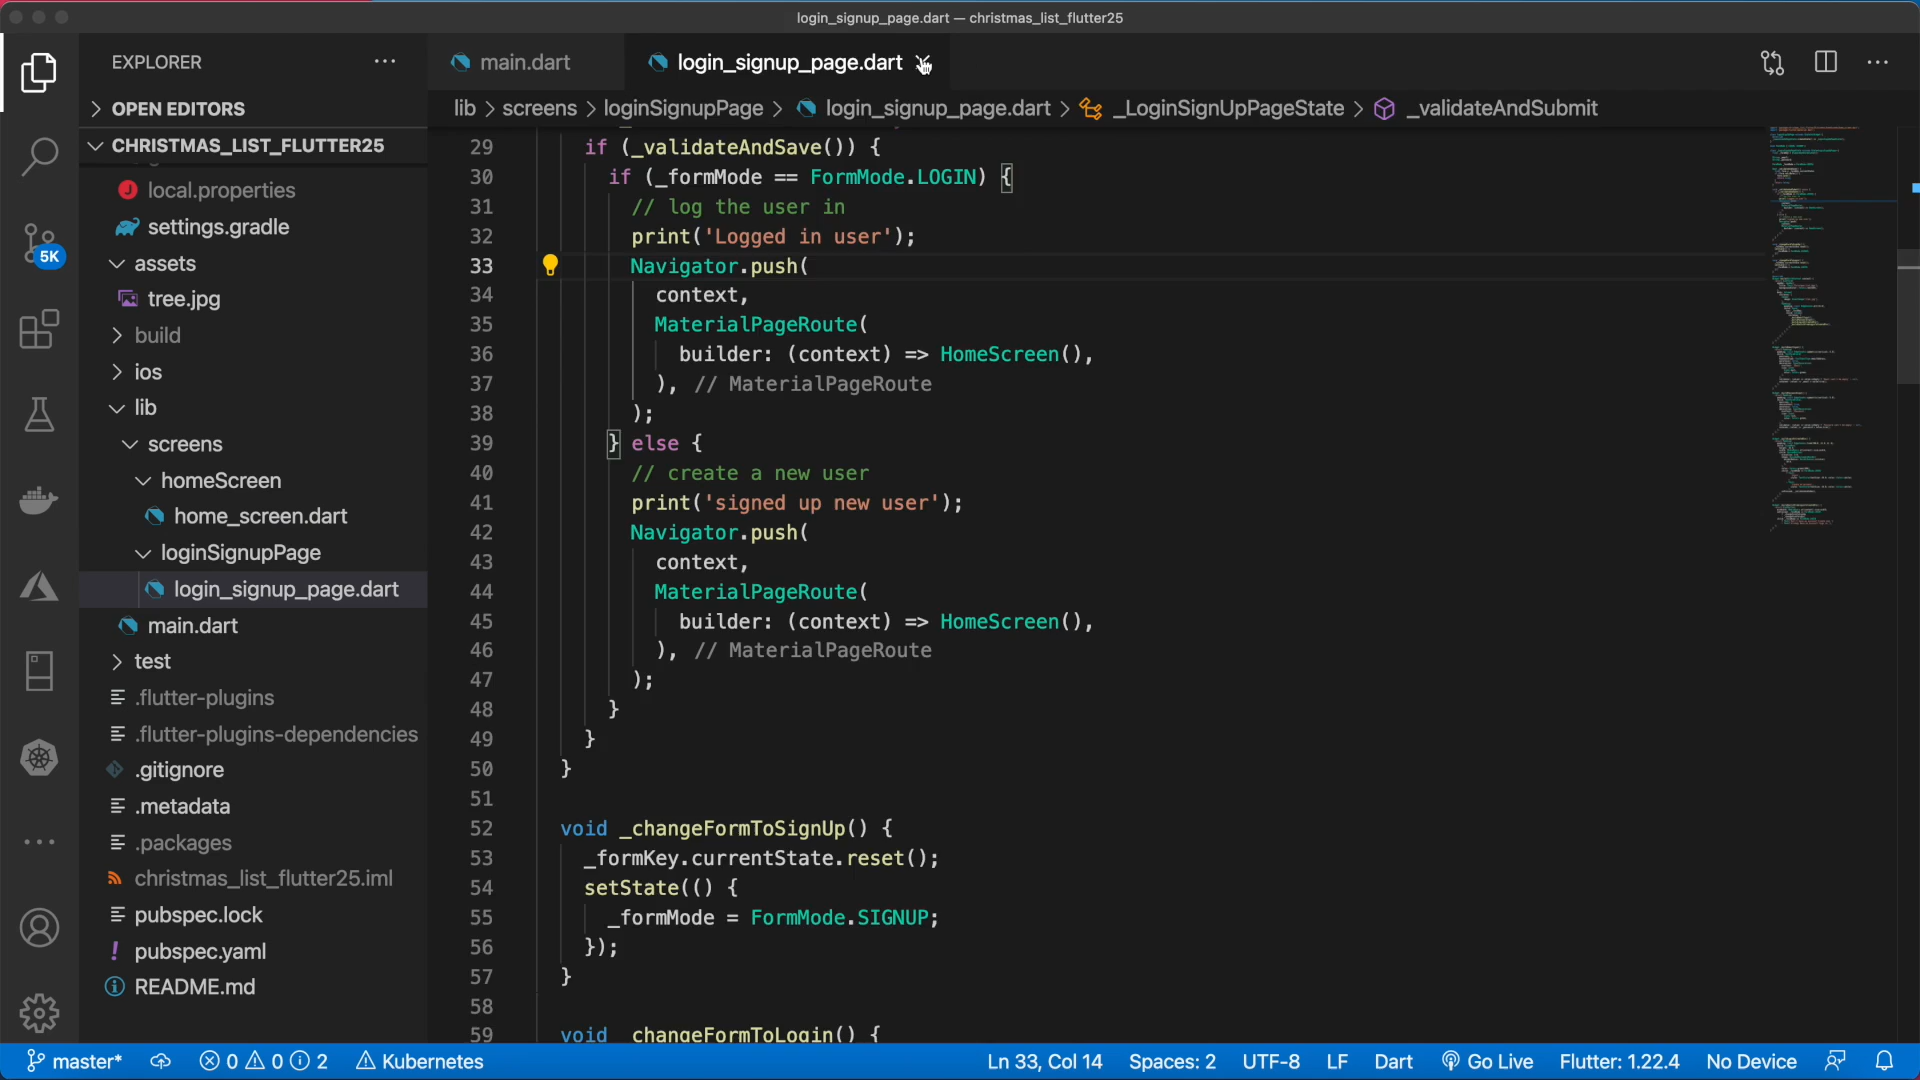 login_signup_page.dart — christmas_list_flutter25
EXPLORER
main.dart
login_signup_page.dart
OPEN EDITORS
lib > screens > loginSignupPage > login_signup_page.dart > _LoginSignUpPageState > _validateAndSubmit
CHRISTMAS_LIST_FLUTTER25
local.properties
settings.gradle
5K
assets
tree.jpg
build
ios
lib
screens
homeScreen
home_screen.dart
loginSignupPage
login_signup_page.dart
main.dart
test
.flutter-plugins
.flutter-plugins-dependencies
.gitignore
.metadata
.packages
christmas_list_flutter25.iml
pubspec.lock
pubspec.yaml
README.md
29 if (_validateAndSave()) {
30 if (_formMode == FormMode.LOGIN) {
31 // log the user in
32 print('Logged in user');
33 Navigator.push(
34 context,
35 MaterialPageRoute(
36 builder: (context) => HomeScreen(),
37 ), // MaterialPageRoute
38 );
39 } else {
40 // create a new user
41 print('signed up new user');
42 Navigator.push(
43 context,
44 MaterialPageRoute(
45 builder: (context) => HomeScreen(),
46 ), // MaterialPageRoute
47 );
48 }
49 }
50 }
51
52 void _changeFormToSignUp() {
53 _formKey.currentState.reset();
54 setState(() {
55 _formMode = FormMode.SIGNUP;
56 });
57 }
58
59 void _changeFormToLogin() {
master* 0 0 2 Kubernetes Ln 33, Col 14 Spaces: 2 UTF-8 LF Dart Go Live Flutter: 1.22.4 No Device